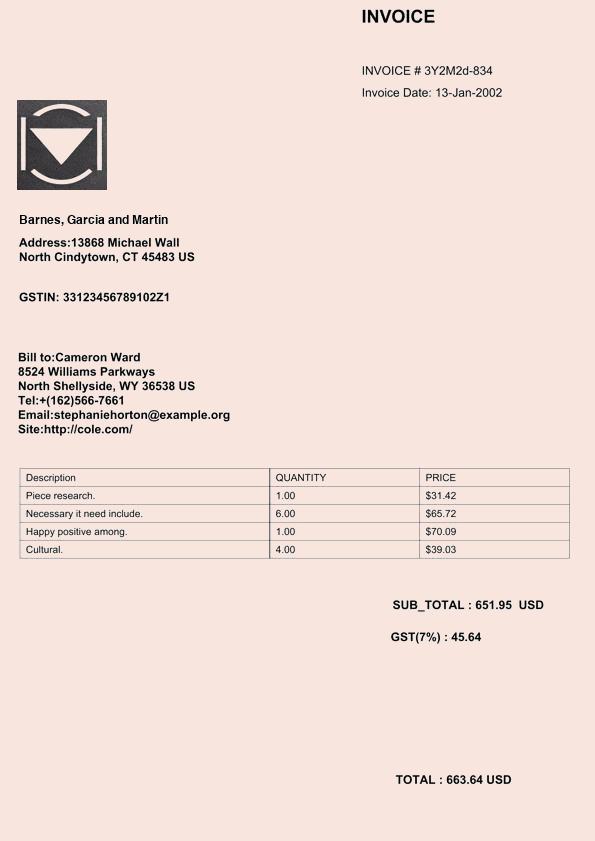 INVOICE
INVOICE # 3Y2M2d-834
Invoice Date: 13-Jan-2002
Barnes, Garcia and Martin
Address:13868 Michael Wall
North Cindytown, CT 45483 US
GSTIN: 33123456789102Z1
Bill to:Cameron Ward
8524 Williams Parkways
North Shellyside, WY 36538 US
Tel:+(162)566-7661
Email:stephaniehorton@example.org
Site:http://cole.com/
Description QUANTITY PRICE
Piece research. 1.00 $31.42
Necessary it need include. 6.00 $65.72
Happy positive among. 1.00 $70.09
Cultural. 4.00 $39.03
SUB_TOTAL : 651.95 USD
GST(7%) : 45.64
TOTAL : 663.64 USD